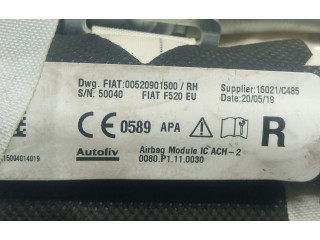 Dwg. FIAT:00520901500 / RH Supplier:16021/C485
S/N: 50040 FIAT F520 EU Date:20/05/19
CE 0589 APA R
15604014019
Autoliv Airbag Module IC ACH-2
0080.P1.11.0030